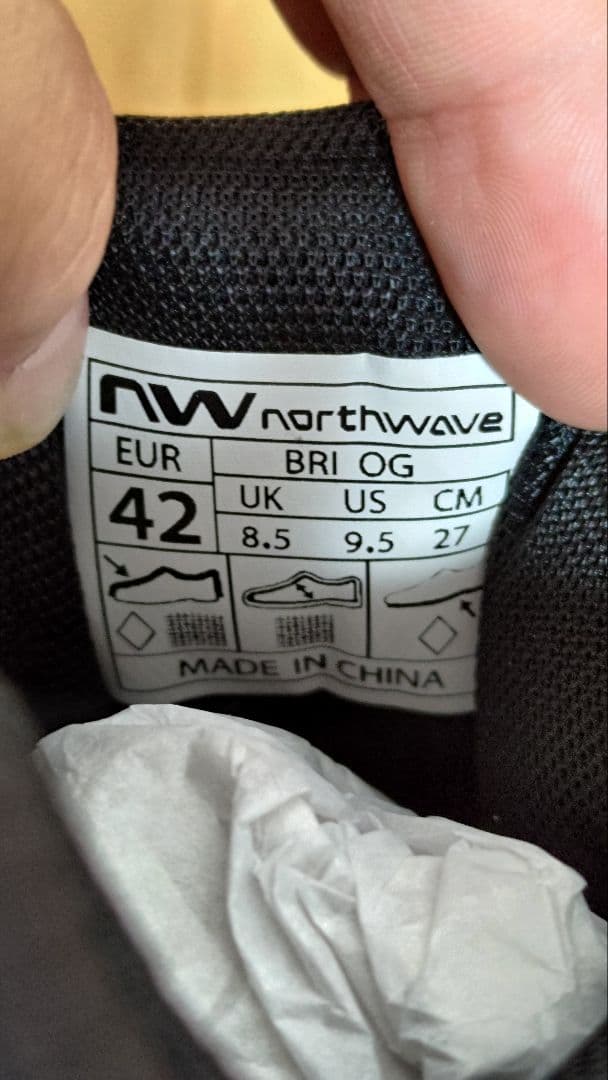 nw northwave
EUR BRI OG
42 UK US CM
8.5 9.5 27
MADE IN CHINA